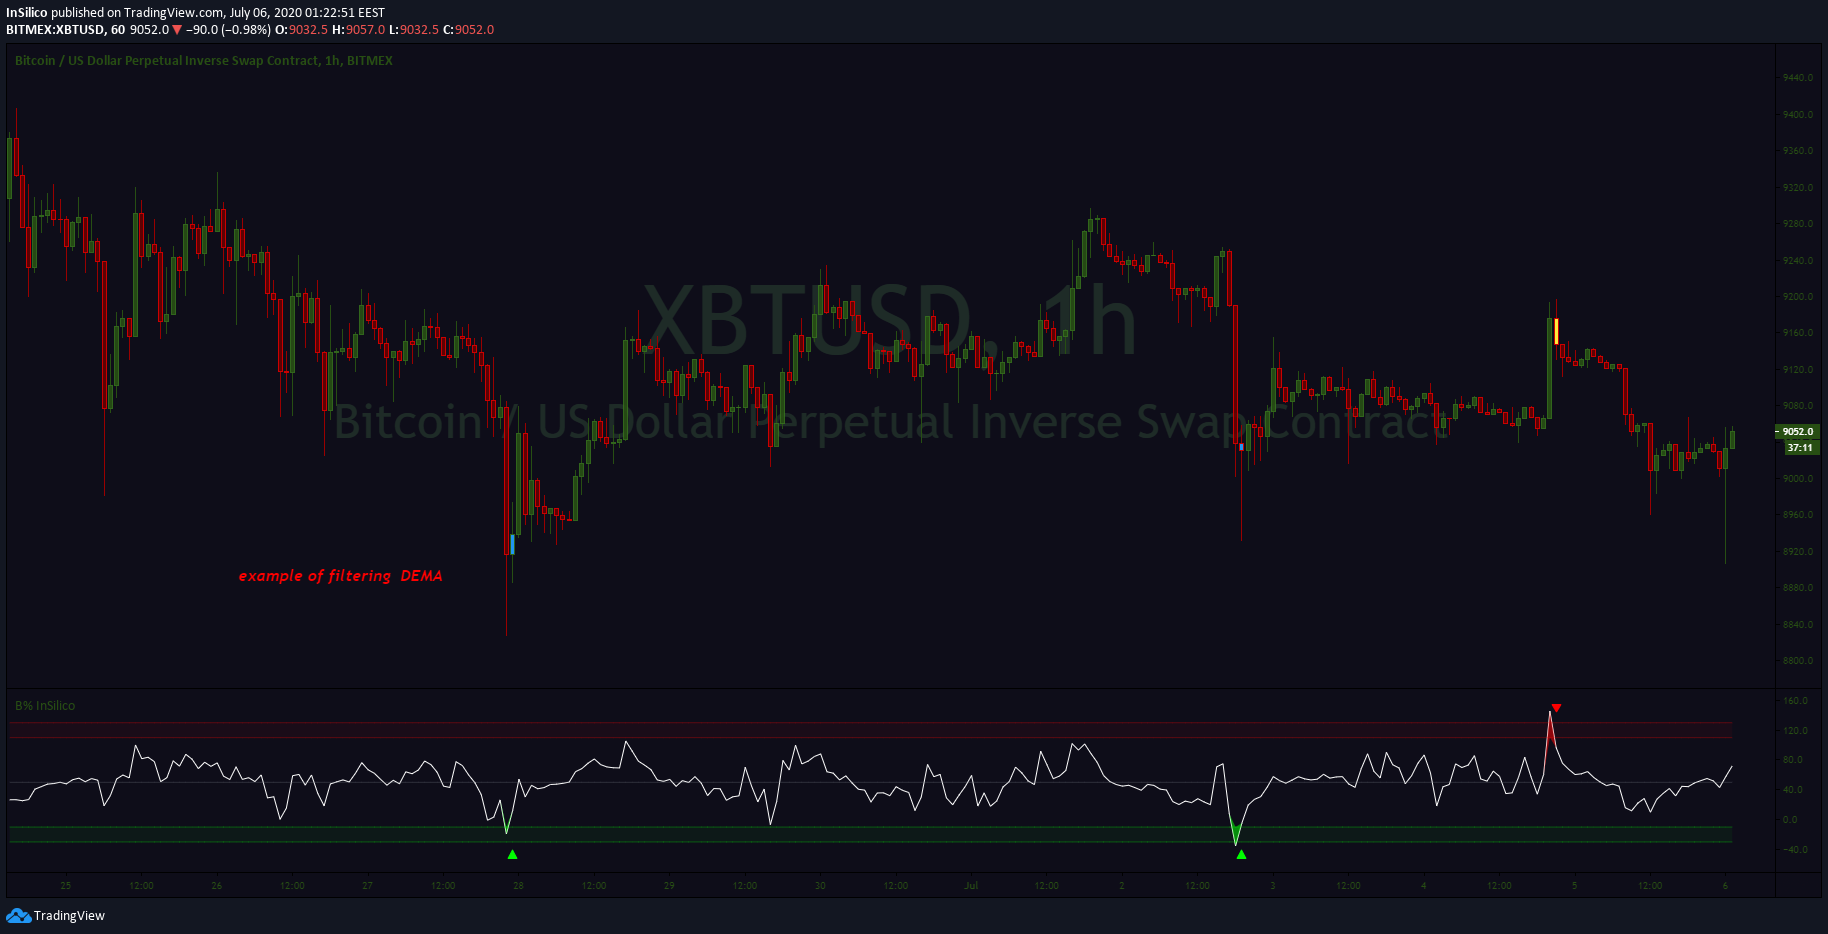 InSilico published on TradingView.com, July 06, 2020 01:22:51 EEST
BITMEX:XBTUSD, 60 9052.0 ▼ −90.0 (−0.98%) O:9032.5 H:9057.0 L:9032.5 C:9052.0
Bitcoin / US Dollar Perpetual Inverse Swap Contract, 1h, BITMEX
9440.0
9400.0
9360.0
9320.0
9280.0
9240.0
9200.0
9160.0
9120.0
9080.0
9052.0
37:11
9000.0
8960.0
8920.0
8880.0
8840.0
8800.0
XBTUSD, 1h
Bitcoin / US Dollar Perpetual Inverse Swap Contract
example of filtering DEMA
B% InSilico
160.0
120.0
80.0
40.0
0.0
−40.0
25 12:00 26 12:00 27 12:00 28 12:00 29 12:00 30 12:00 Jul 12:00 2 12:00 3 12:00 4 12:00 5 12:00 6
TradingView